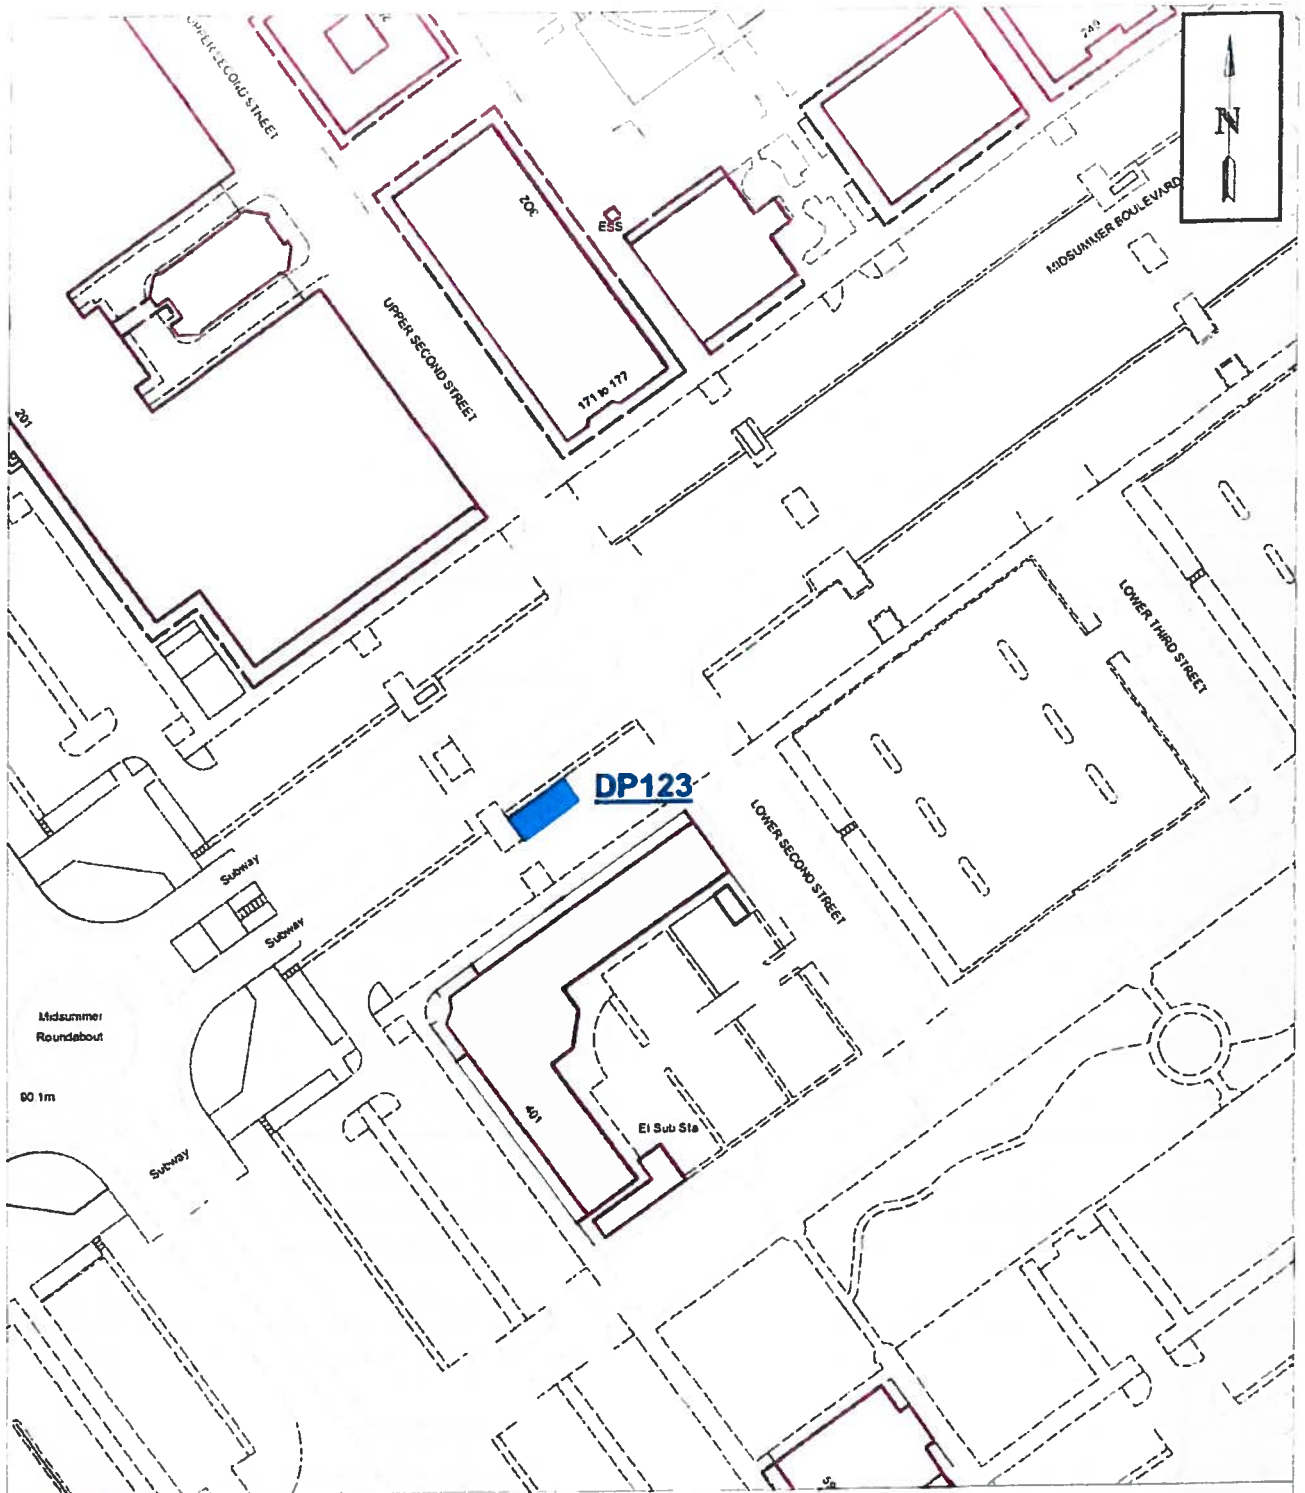 UPPER SECOND STREET
249
N
202
ESS
MIDSUMMER BOULEVARD
UPPER SECOND STREET
171 to 177
201
LOWER THIRD STREET
DP123
LOWER SECOND STREET
Subway
Subway
Midsummer
Roundabout
90.1m
401
El Sub Sta
Subway